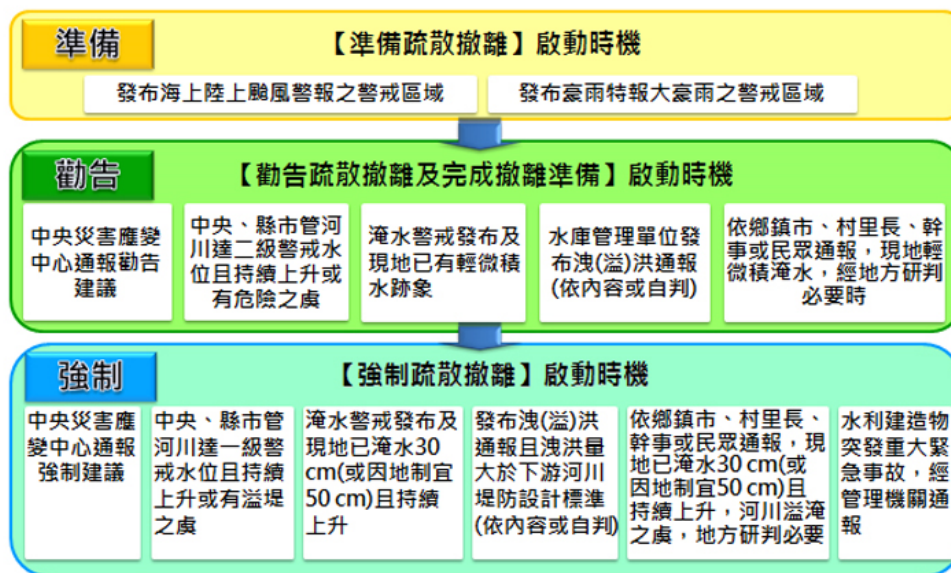 準備
【準備疏散撤離】啟動時機
發布海上陸上颱風警報之警戒區域
發布豪雨特報大豪雨之警戒區域
勸告
【勸告疏散撤離及完成撤離準備】啟動時機
中央災害應變
中心通報勸告
建議
中央、縣市管河
川達二級警戒水
位且持續上升或
有危險之虞
淹水警戒發布及
現地已有輕微積
水跡象
水庫管理單位發
布洩(溢)洪通報
(依內容或自判)
依鄉鎮市、村里長、幹
事或民眾通報，現地輕
微積淹水，經地方研判
必要時
強制
【強制疏散撤離】啟動時機
中央災害應
變中心通報
強制建議
中央、縣市管
河川達一級警
戒水位且持續
上升或有溢堤
之虞
淹水警戒發布及
現地已淹水30
cm(或因地制宜
50 cm)且持續
上升
發布洩(溢)洪
通報且洩洪量
大於下游河川
堤防設計標準
(依內容或自判)
依鄉鎮市、村里長、
幹事或民眾通報，現
地已淹水30 cm(或
因地制宜50 cm)且
持續上升，河川溢淹
之虞，地方研判必要
水利建造物
突發重大緊
急事故，經
管理機關通
報